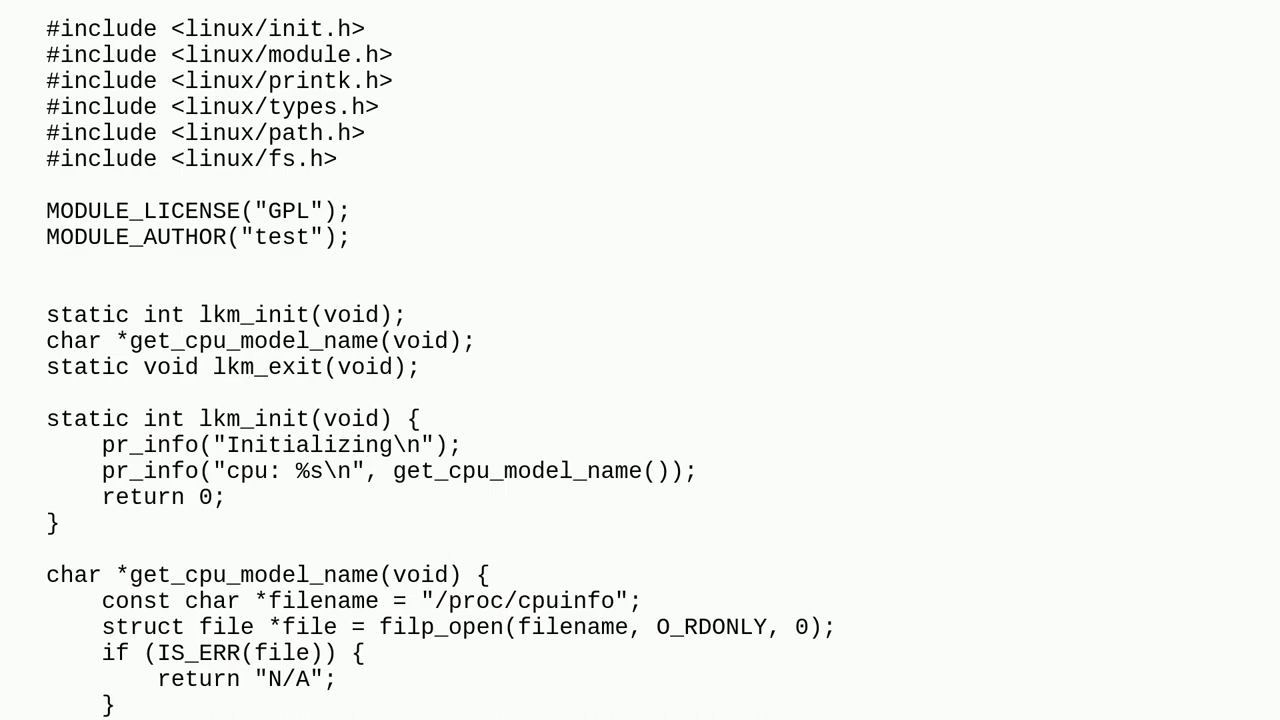 #include <linux/init.h>
#include <linux/module.h>
#include <linux/printk.h>
#include <linux/types.h>
#include <linux/path.h>
#include <linux/fs.h>

MODULE_LICENSE("GPL");
MODULE_AUTHOR("test");


static int lkm_init(void);
char *get_cpu_model_name(void);
static void lkm_exit(void);

static int lkm_init(void) {
    pr_info("Initializing\n");
    pr_info("cpu: %s\n", get_cpu_model_name());
    return 0;
}

char *get_cpu_model_name(void) {
    const char *filename = "/proc/cpuinfo";
    struct file *file = filp_open(filename, O_RDONLY, 0);
    if (IS_ERR(file)) {
        return "N/A";
    }